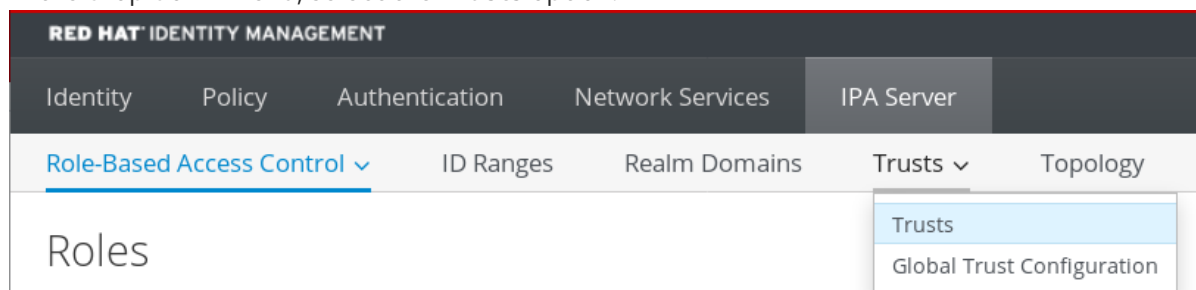 RED HAT® IDENTITY MANAGEMENT
Identity Policy Authentication Network Services IPA Server
Role-Based Access Control ID Ranges Realm Domains Trusts Topology
Trusts
Roles
Global Trust Configuration